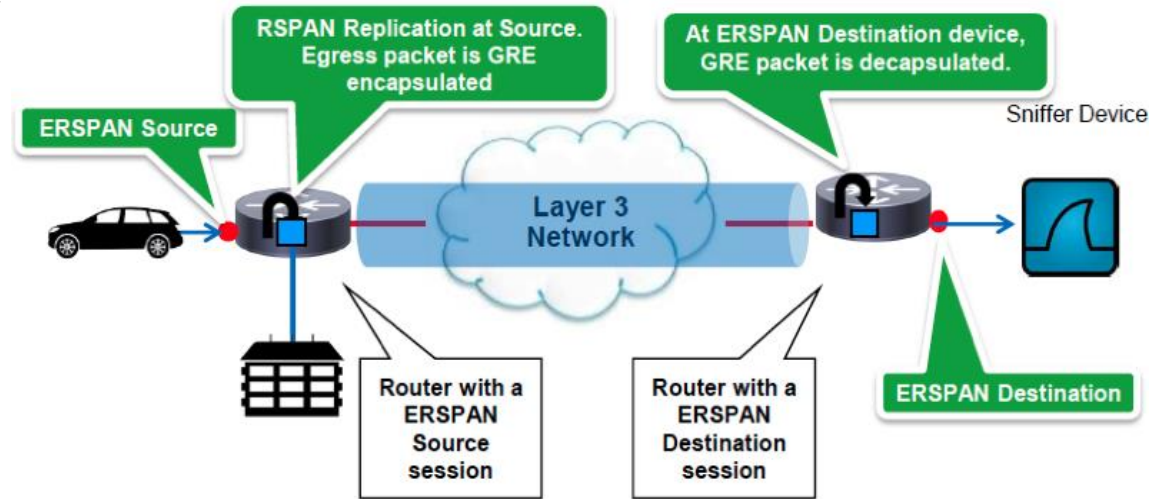 RSPAN Replication at Source.
Egress packet is GRE
encapsulated
At ERSPAN Destination device,
GRE packet is decapsulated.
Sniffer Device
ERSPAN Source
Layer 3
Network
Router with a
ERSPAN
Source
session
Router with a
ERSPAN
Destination
session
ERSPAN Destination